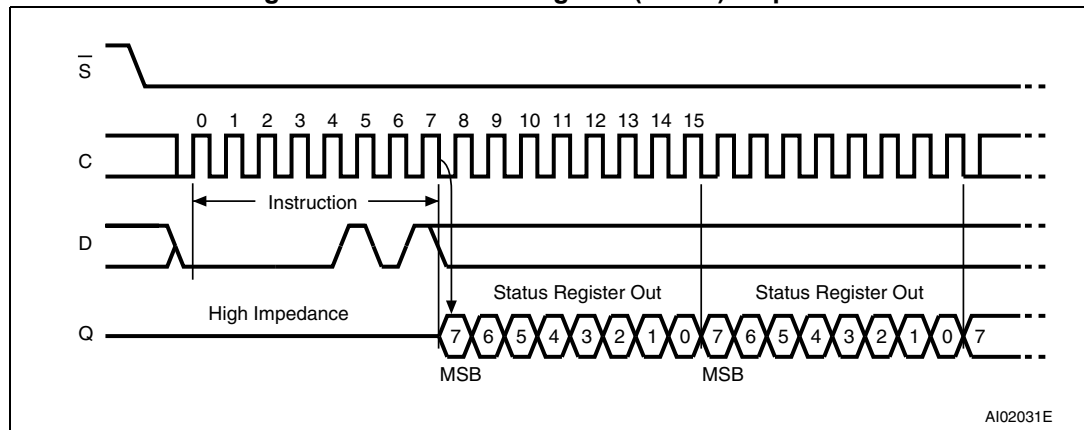 S
0 1 2 3 4 5 6 7 8 9 10 11 12 13 14 15
C
Instruction
D
Status Register Out Status Register Out
High Impedance
Q 7 6 5 4 3 2 1 0 7 6 5 4 3 2 1 0 7
MSB MSB
AI02031E